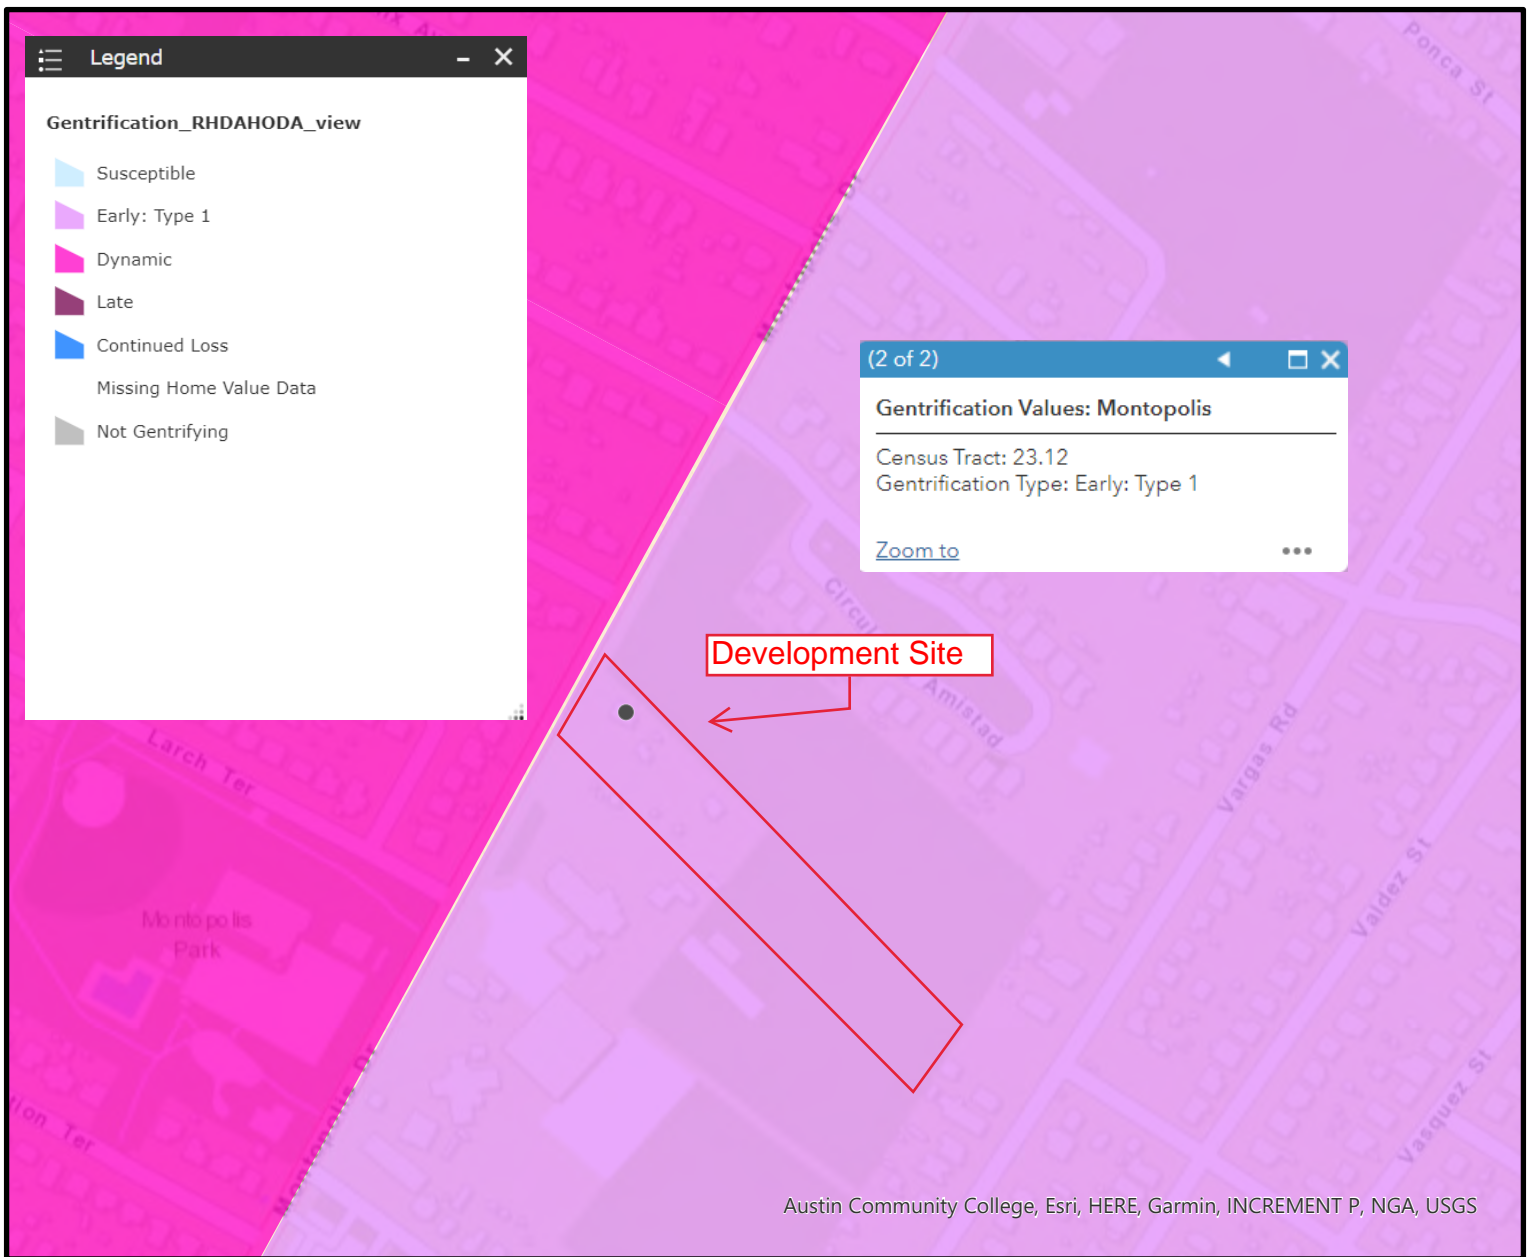 Legend
Gentrification_RHDAHODA_view
Susceptible
Early: Type 1
Dynamic
Late
Continued Loss
Missing Home Value Data
Not Gentrifying
Ponca St
(2 of 2)
Gentrification Values: Montopolis
Census Tract: 23.12
Gentrification Type: Early: Type 1
Zoom to
Development Site
Amistad
Vargas Rd
Larch Ter
Valdez St
Montopolis
Park
Montopolis Dr
Ter
Vasquez St
Austin Community College, Esri, HERE, Garmin, INCREMENT P, NGA, USGS